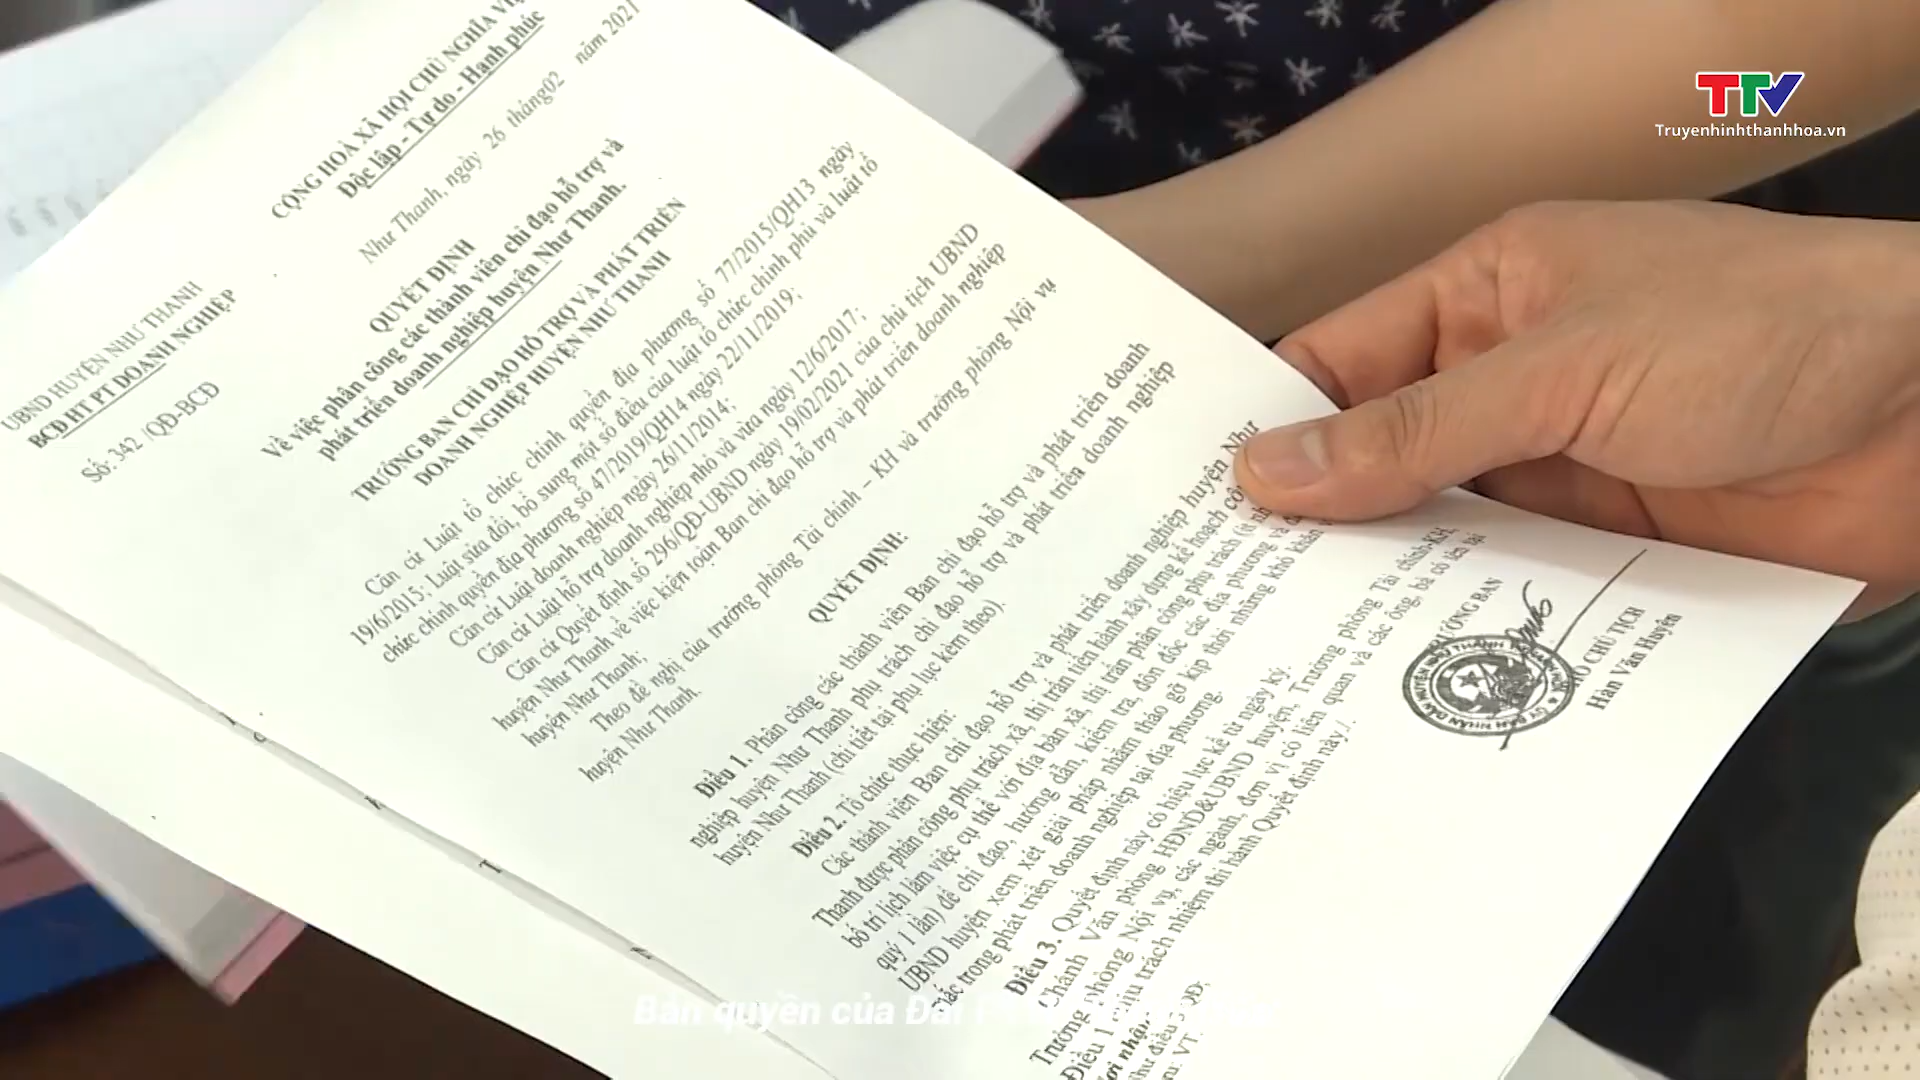 TTV
Truyenhinhthanhhoa.vn
UBND HUYỆN NHƯ THANH
BCĐ HT PT DOANH NGHIỆP
Số: 342 /QĐ-BCĐ
CỘNG HOÀ XÃ HỘI CHỦ NGHĨA
Độc lập - Tự do - Hạnh phúc
Như Thanh, ngày 26 tháng02 năm 2021
QUYẾT ĐỊNH
Về việc phân công các thành viên chỉ đạo hỗ trợ và
phát triển doanh nghiệp huyện Như Thanh.
TRƯỞNG BAN CHỈ ĐẠO HỖ TRỢ VÀ PHÁT TRIỂN
DOANH NGHIỆP HUYỆN NHƯ THANH
Căn cứ Luật tổ chức chính quyền địa phương số 77/2015/QH13 ngày
19/6/2015; Luật sửa đổi, bổ sung một số điều của luật tổ chức chính phủ và luật tổ
chức chính quyền địa phương số 47/2019/QH14 ngày 22/11/2019;
Căn cứ Luật doanh nghiệp ngày 26/11/2014;
Căn cứ Luật hỗ trợ doanh nghiệp nhỏ và vừa ngày 12/6/2017;
Căn cứ Quyết định số 296/QĐ-UBND ngày 19/02/2021 của chủ tịch UBND
huyện Như Thanh về việc kiện toàn Ban chỉ đạo hỗ trợ và phát triển doanh nghiệp
huyện Như Thanh;
Theo đề nghị của trưởng phòng Tài chính – KH và trưởng phòng Nội vụ
huyện Như Thanh.
QUYẾT ĐỊNH:
Điều 1. Phân công các thành viên Ban chỉ đạo hỗ trợ và phát triển doanh
nghiệp huyện Như Thanh phụ trách chỉ đạo hỗ trợ và phát triển doanh nghiệp
huyện Như Thanh (chi tiết tại phụ lục kèm theo).
Điều 2. Tổ chức thực hiện:
Các thành viên Ban chỉ đạo hỗ trợ và phát triển doanh nghiệp huyện Như
Thanh được phân công phụ trách xã, thị trấn tiến hành xây dựng kế hoạch
bố trí lịch làm việc cụ thể với địa bàn xã, thị trấn phân công phụ trách (ít
quý 1 lần) để chỉ đạo, hướng dẫn, kiểm tra, đôn đốc các địa phương và
UBND huyện xem xét giải pháp nhằm tháo gỡ kịp thời những khó khăn
mắc trong phát triển doanh nghiệp tại địa phương.
Điều 3. Quyết định này có hiệu lực kể từ ngày ký.
Chánh Văn phòng HĐND&UBND huyện, Trưởng phòng Tài chính-KH,
Trưởng phòng Nội vụ, các ngành, đơn vị có liên quan và các ông, bà có tên tại
Điều 1 chịu trách nhiệm thi hành Quyết định này./.
TRƯỞNG BAN
PHÓ CHỦ TỊCH
Hàn Văn Huyên
Bản quyền của Đài